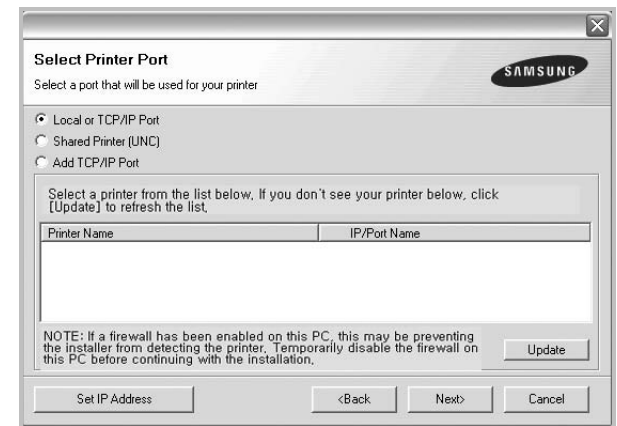 Select Printer Port
Select a port that will be used for your printer
SAMSUNG
Local or TCP/IP Port
Shared Printer (UNC)
Add TCP/IP Port
Select a printer from the list below. If you don't see your printer below, click
[Update] to refresh the list.
Printer Name IP/Port Name
NOTE: If a firewall has been enabled on this PC, this may be preventing
the installer from detecting the printer. Temporarily disable the firewall on
this PC before continuing with the installation.
Update
Set IP Address <Back Next> Cancel